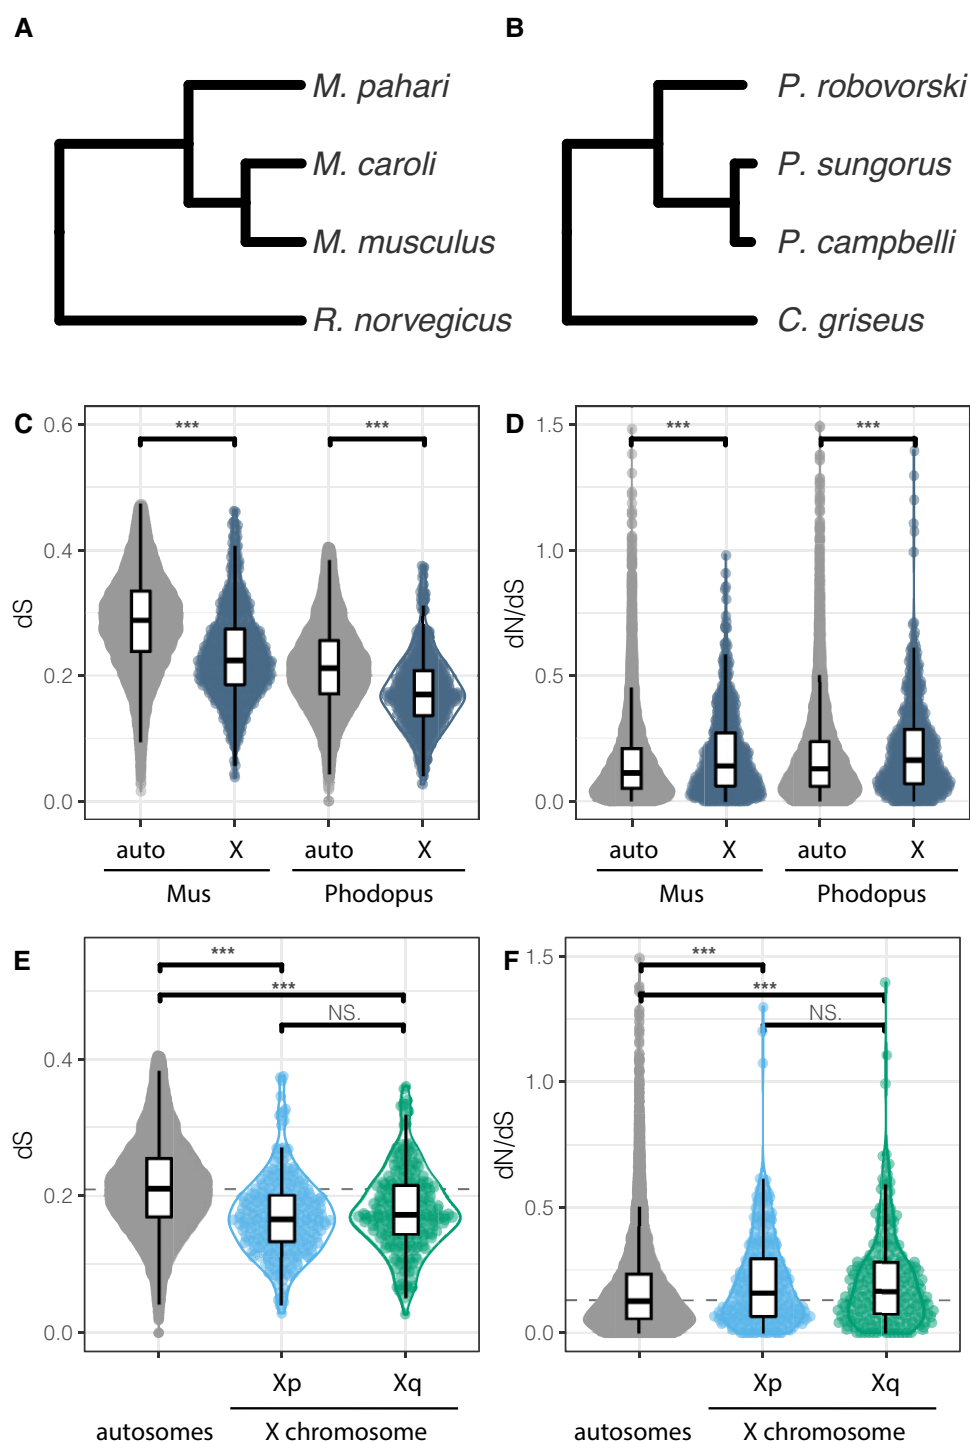 A
B
M. pahari
P. robovorski
M. caroli
P. sungorus
M. musculus
P. campbelli
R. norvegicus
C. griseus
C
D
0.6
***
***
0.4
0.2
0.0
dS
auto
X
auto
X
Mus
Phodopus
1.5
***
***
1.0
0.5
0.0
dN/dS
auto
X
auto
X
Mus
Phodopus
E
***
***
NS.
0.4
0.2
0.0
dS
Xp
Xq
autosomes
X chromosome
F
1.5
***
***
NS.
1.0
0.5
0.0
dN/dS
Xp
Xq
autosomes
X chromosome